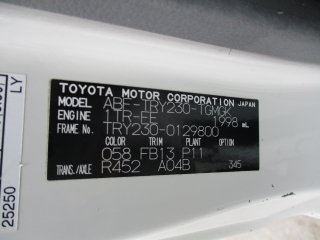 TOYOTA MOTOR CORPORATION JAPAN
MODEL ABF-TRY230-TGMGK
ENGINE 1TR-FE 1998 mL
FRAME No. TRY230-0129800
COLOR TRIM PLANT OPTION
058 FB13 P11
TRANS./AXLE R452 A04B 345
LY
25250